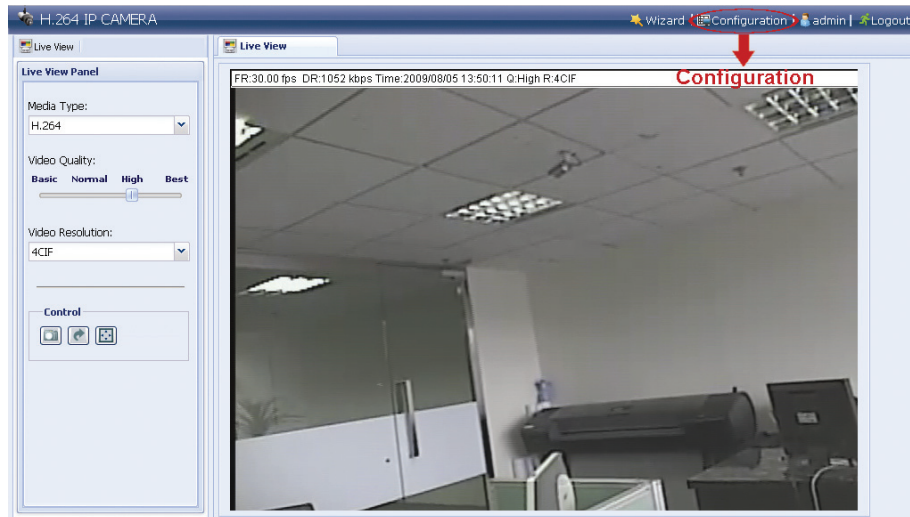 H.264 IP CAMERA
Wizard | Configuration | admin | Logout
Live View
Live View
Configuration
Live View Panel
FR:30.00 fps DR:1052 kbps Time:2009/08/05 13:50:11 Q:High R:4CIF
Media Type:
H.264
Video Quality:
Basic Normal High Best
Video Resolution:
4CIF
Control